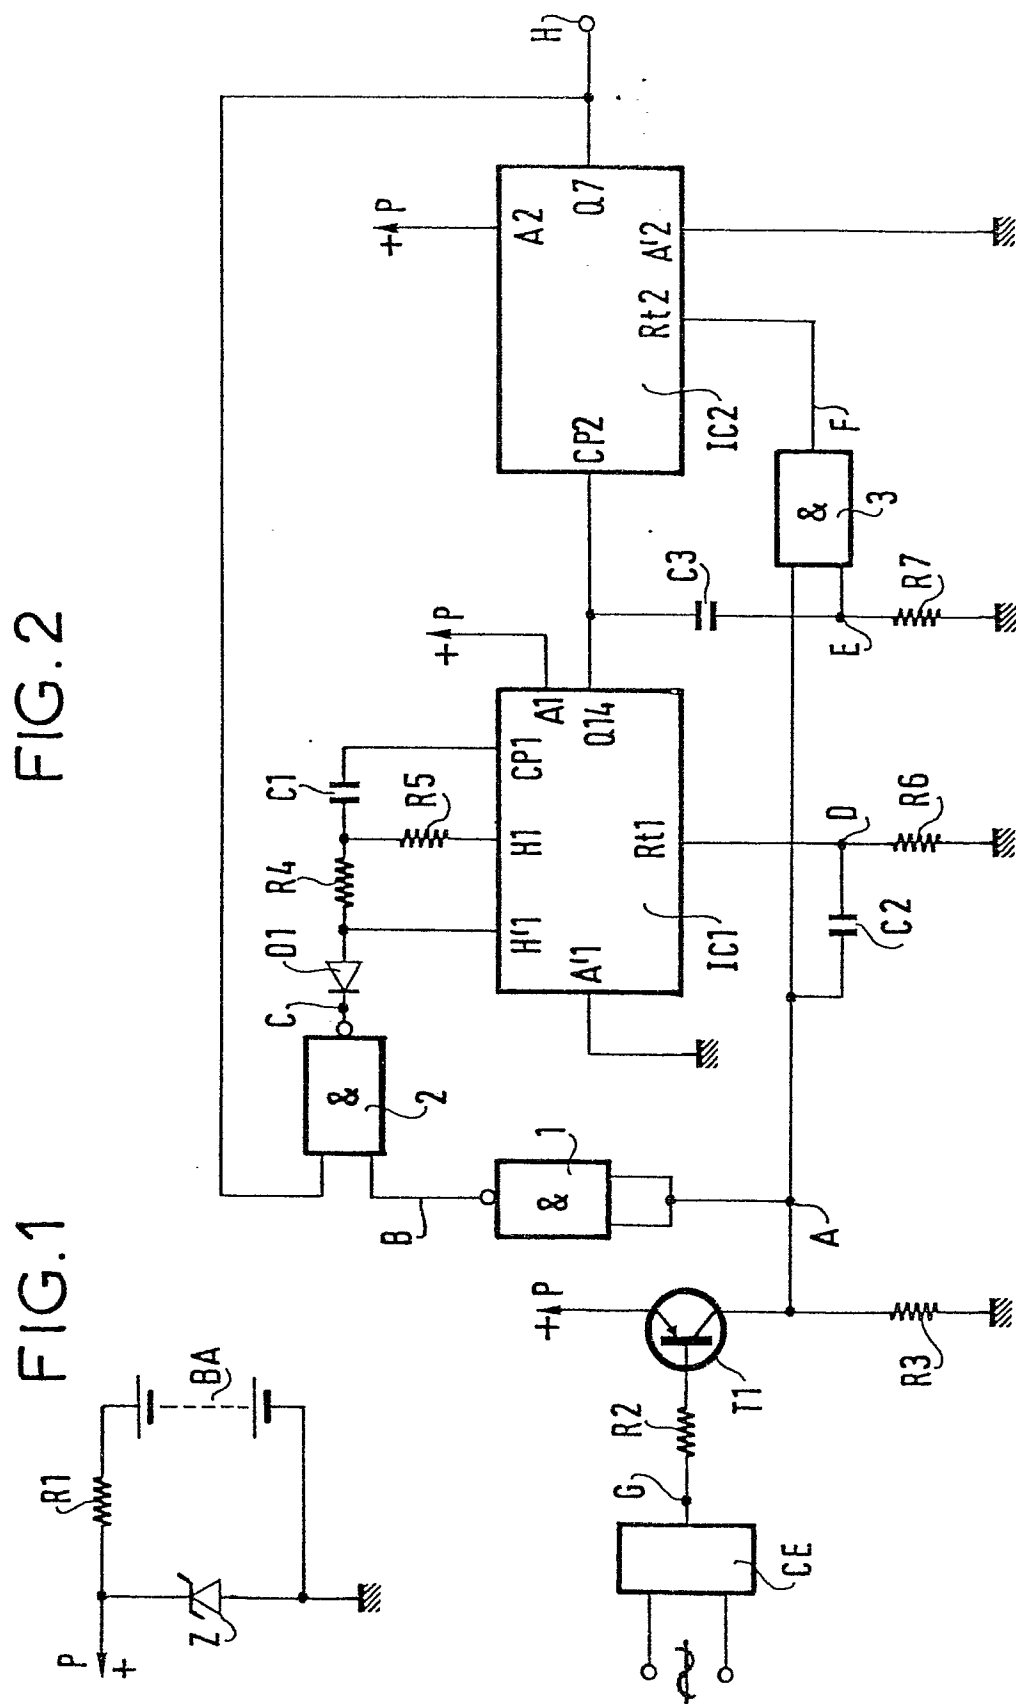 FIG.1
P
+
R1
Z
BA
FIG.2
CE
G
R2
T1
+
P
R3
A
&
1
B
&
2
C
D1
R4
C1
R5
H'1
H1
CP1
A'1
Rt1
A1
Q14
IC1
+
P
C2
D
R6
C3
E
R7
&
3
F
CP2
A2
Q7
Rt2
A'2
IC2
+
P
H